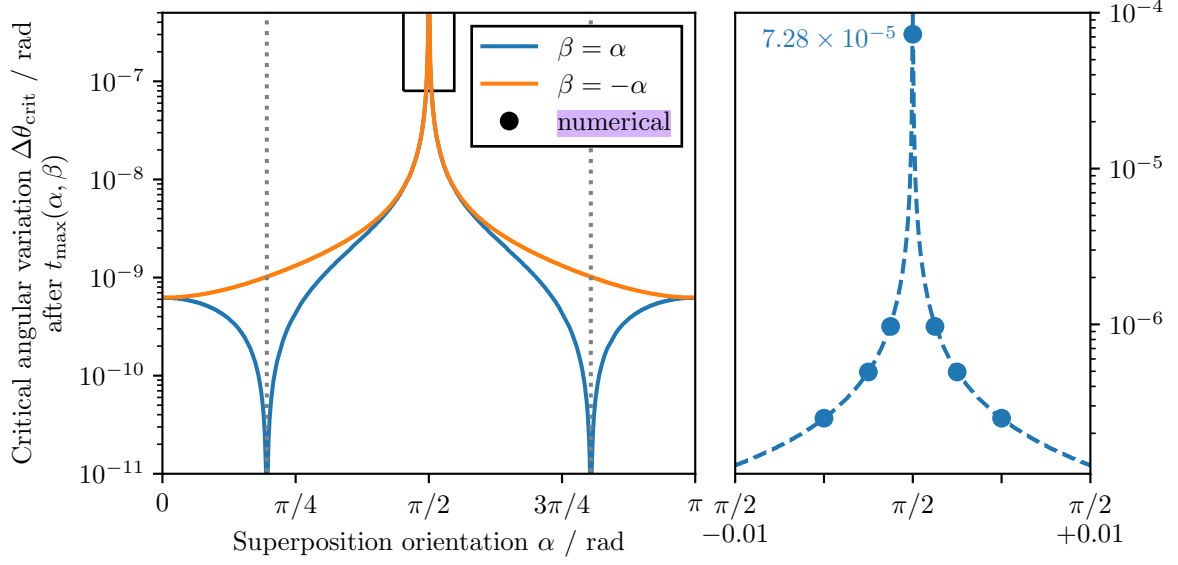 Critical angular variation Δθ_crit / rad
after t_max(α, β)
10⁻⁷
10⁻⁸
10⁻⁹
10⁻¹⁰
10⁻¹¹
β = α
β = −α
numerical
0
π/4
π/2
3π/4
π
Superposition orientation α / rad
7.28 × 10⁻⁵
10⁻⁴
10⁻⁵
10⁻⁶
π/2
−0.01
π/2
π/2
+0.01